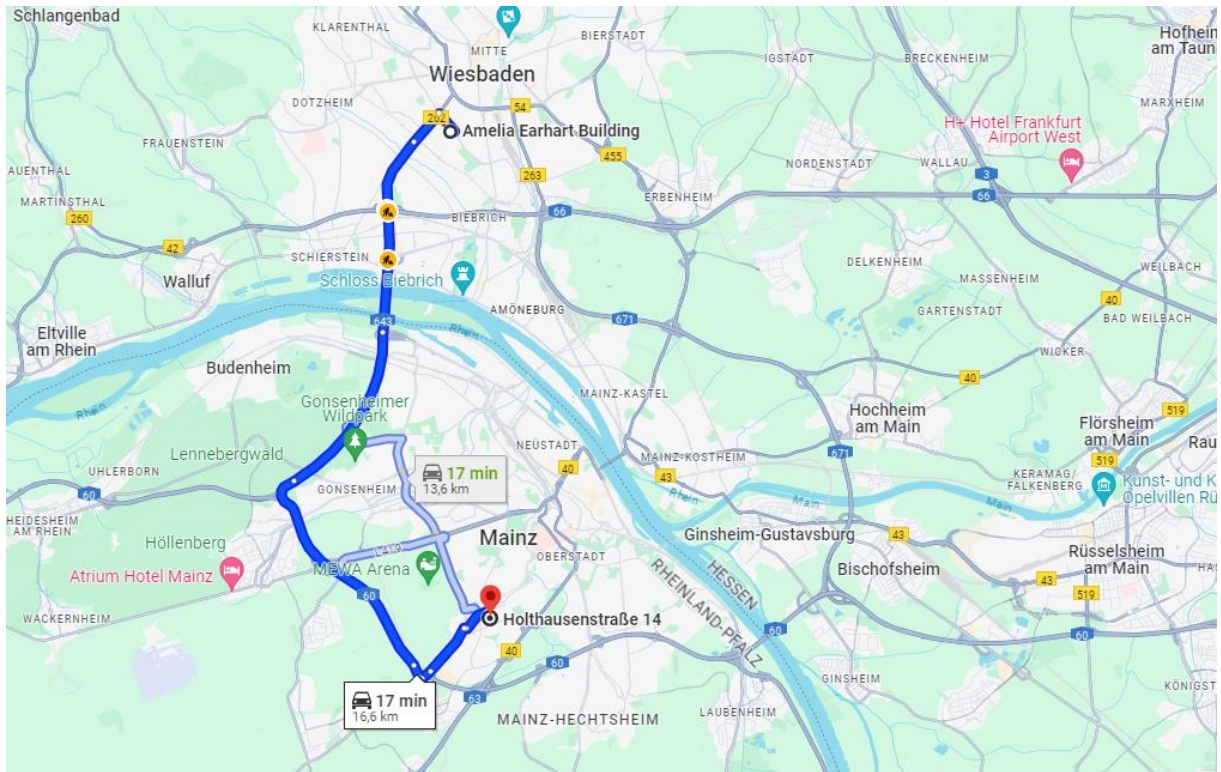 Schlangenbad
KLARENTHAL
BIERSTADT
IGSTADT
BRECKENHEIM
Hofheim
am Taun
MITTE
Wiesbaden
DOTZHEIM
54
MARXHEIM
262
Amelia Earhart Building
H+ Hotel Frankfurt
Airport West
FRAUENSTEIN
455
NORDENSTADT
WALLAU
AUENTHAL
3
263
ERBENHEIM
66
MARTINSTHAL
260
BIEBRICH
66
42
SCHIERSTEIN
DELKENHEIM
WEILBACH
Walluf
Schloss Biebrich
MASSENHEIM
40
AMÖNEBURG
GARTENSTADT
BAD WEILBACH
643
Rhein
671
Eltville
am Rhein
WICKER
Budenheim
40
Rhein
MAINZ-KASTEL
Gonsenheimer
Wildpark
Hochheim
am Main
519
Flörsheim
am Main
Rau
NEUSTADT
Lennebergwald
MAINZ-KOSTHEIM
671
519
UHLERBORN
17 min
13,6 km
40
43
KERAMAG/
FALKENBERG
60
GONSENHEIM
Rhein
Main
Main
Kunst- und K
Opelvillen Rü
HEIDESHEIM
AM RHEIN
Mainz
Ginsheim-Gustavsburg
43
Höllenberg
OBERSTADT
Rüsselsheim
am Main
HAS
Atrium Hotel Mainz
MEWA Arena
HESSEN
RHEINLAND-PFALZ
Bischofsheim
43
519
60
WACKERNHEIM
Holthausenstraße 14
60
40
60
GINSHEIM
KÖNIGST
17 min
16,6 km
63
MAINZ-HECHTSHEIM
LAUBENHEIM